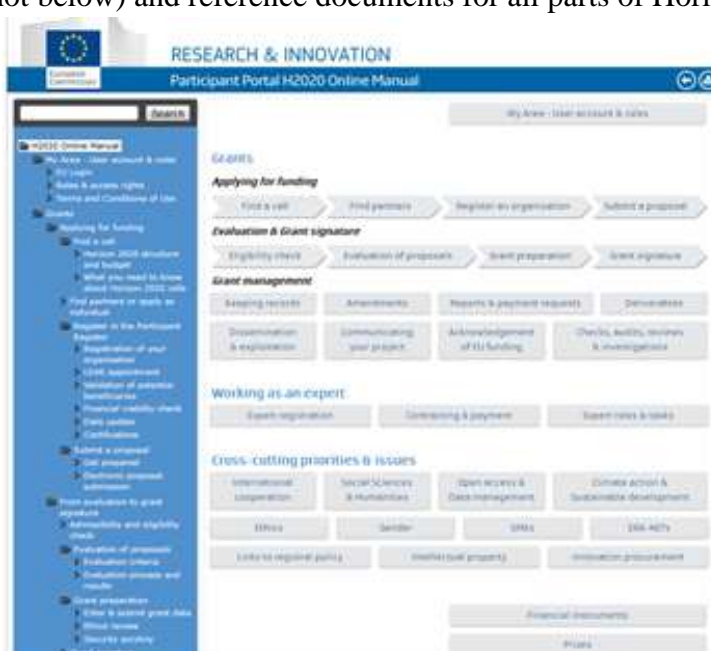 not below) and reference documents for all parts of Hori
European
Commission
RESEARCH & INNOVATION
Participant Portal H2020 Online Manual
Search
My Area - User account & roles
H2020 Online Manual
My Area - User account & roles
EU Login
Roles & access rights
Terms and Conditions of Use
Grants
Applying for funding
Find a call
Horizon 2020 structure
and budget
What you need to know
about Horizon 2020 calls
Find partners or apply as
individual
Register in the Participant
Register
Registration of your
organisation
LEAR appointment
Validation of potential
beneficiaries
Financial viability check
Data update
Certifications
Submit a proposal
Get prepared
Electronic proposal
submission
From evaluation to grant
signature
Admissibility and eligibility
check
Evaluation of proposals
Evaluation criteria
Evaluation process and
results
Grant preparation
Enter & submit grant data
Ethics review
Security scrutiny
Grants
Applying for funding
Find a call
Find partners
Register an organisation
Submit a proposal
Evaluation & Grant signature
Eligibility check
Evaluation of proposals
Grant preparation
Grant signature
Grant management
Keeping records
Amendments
Reports & payment requests
Deliverables
Dissemination
& exploitation
Communicating
your project
Acknowledgement
of EU funding
Checks, audits, reviews
& investigations
Working as an expert
Expert registration
Contracting & payment
Expert roles & tasks
Cross-cutting priorities & issues
International
cooperation
Social Sciences
& Humanities
Open access &
Data management
Climate action &
Sustainable development
Ethics
Gender
SMEs
ERA-NETs
Links to regional policy
Intellectual property
Innovation procurement
Financial instruments
Prizes